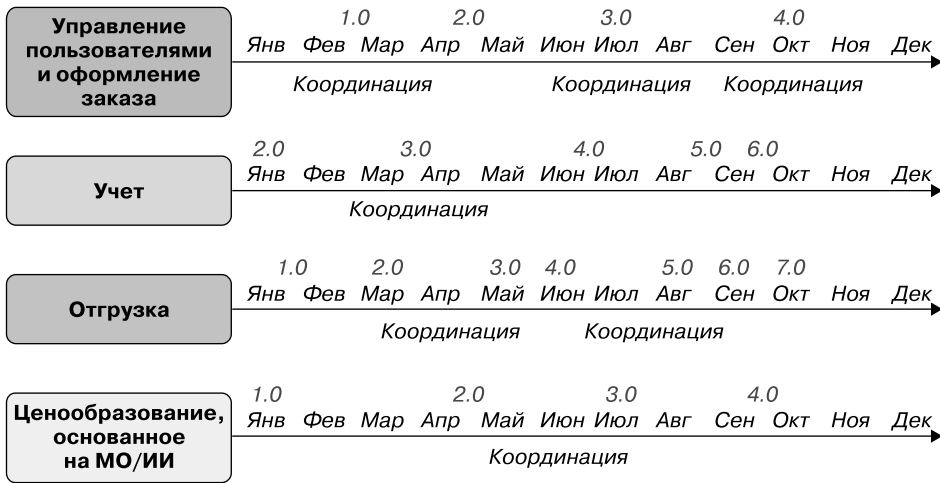 Управление
пользователями
и оформление
заказа
1.0 2.0 3.0 4.0
Янв Фев Мар Апр Май Июн Июл Авг Сен Окт Ноя Дек
Координация Координация Координация
Учет
2.0 3.0 4.0 5.0 6.0
Янв Фев Мар Апр Май Июн Июл Авг Сен Окт Ноя Дек
Координация
Отгрузка
1.0 2.0 3.0 4.0 5.0 6.0 7.0
Янв Фев Мар Апр Май Июн Июл Авг Сен Окт Ноя Дек
Координация Координация
Ценообразование,
основанное
на МО/ИИ
1.0 2.0 3.0 4.0
Янв Фев Мар Апр Май Июн Июл Авг Сен Окт Ноя Дек
Координация